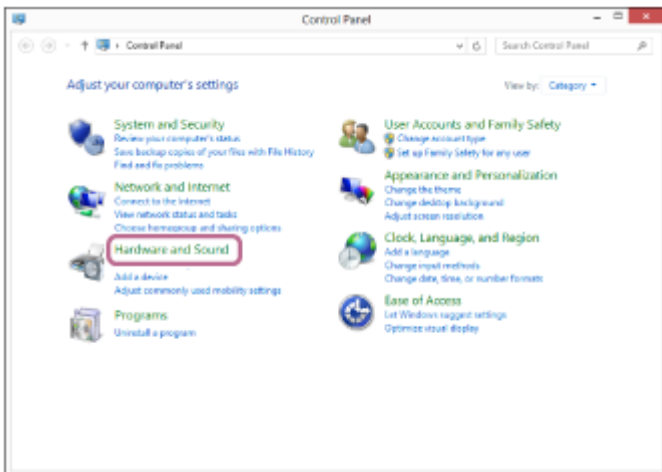 Control Panel
Control Panel
Search Control Panel
Adjust your computer's settings
View by: Category
System and Security
Review your computer's status
Save backup copies of your files with File History
Find and fix problems
Network and Internet
Connect to the Internet
View network status and tasks
Choose homegroup and sharing options
Hardware and Sound
Add a device
Adjust commonly used mobility settings
Programs
Uninstall a program
User Accounts and Family Safety
Change account type
Set up Family Safety for any user
Appearance and Personalization
Change the theme
Change desktop background
Adjust screen resolution
Clock, Language, and Region
Add a language
Change input methods
Change date, time, or number formats
Ease of Access
Let Windows suggest settings
Optimize visual display